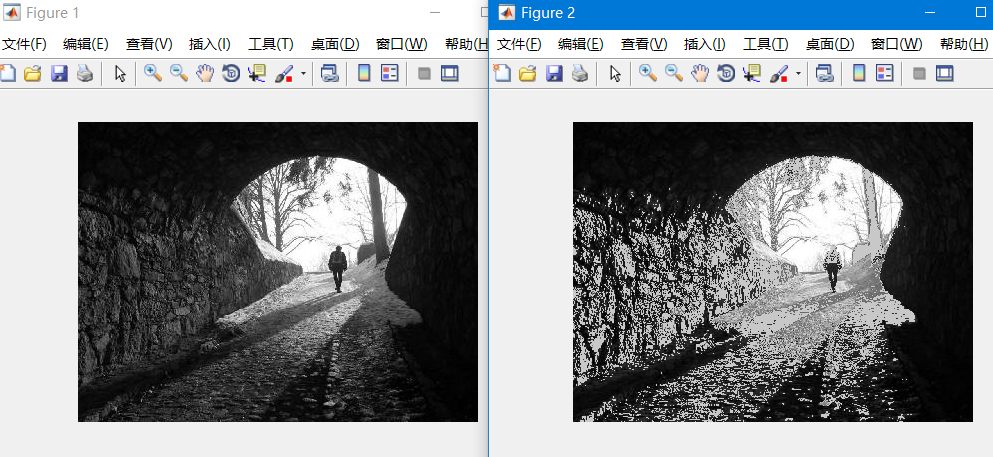 Figure 1
文件(F) 编辑(E) 查看(V) 插入(I) 工具(T) 桌面(D) 窗口(W) 帮助(H
Figure 2
文件(F) 编辑(E) 查看(V) 插入(I) 工具(T) 桌面(D) 窗口(W) 帮助(H)